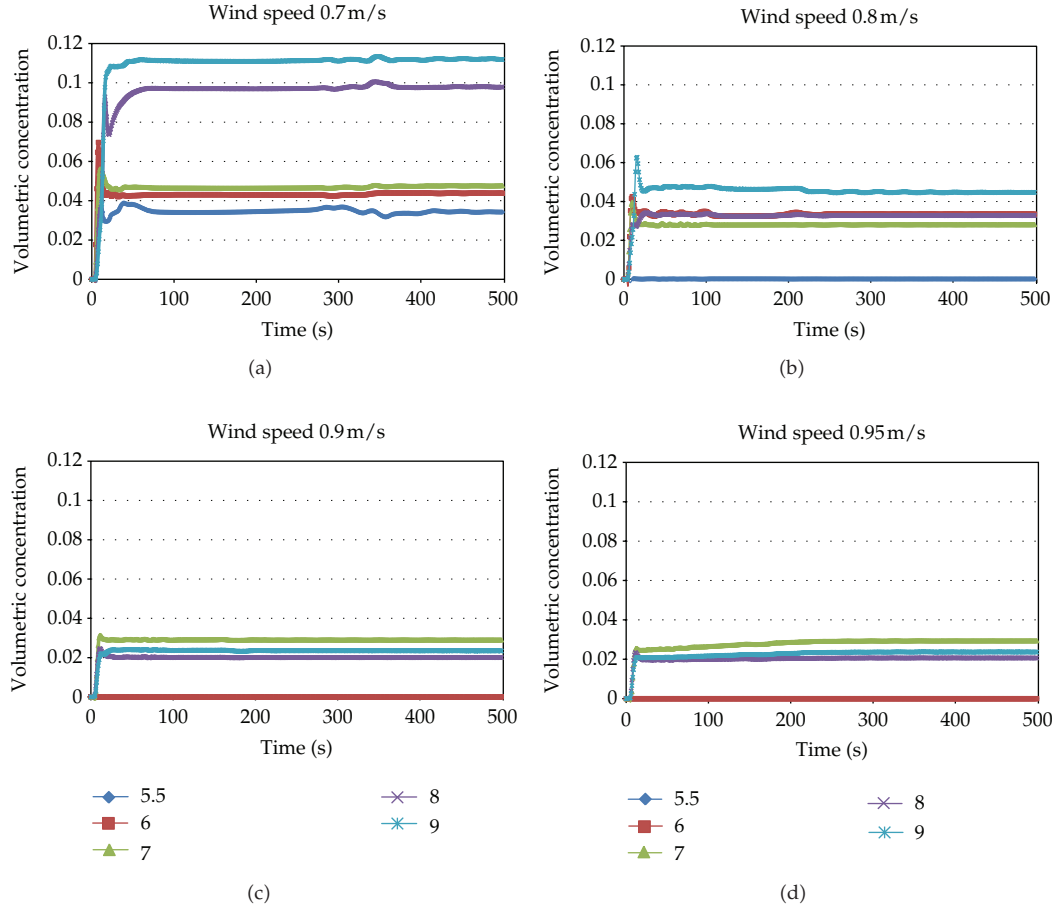 Wind speed 0.7 m/s
Volumetric concentration
0.12
0.1
0.08
0.06
0.04
0.02
0
0 100 200 300 400 500
Time (s)
(a)
Wind speed 0.8 m/s
Volumetric concentration
0.12
0.1
0.08
0.06
0.04
0.02
0
0 100 200 300 400 500
Time (s)
(b)
Wind speed 0.9 m/s
Volumetric concentration
0.12
0.1
0.08
0.06
0.04
0.02
0
0 100 200 300 400 500
Time (s)
5.5
6
7
8
9
(c)
Wind speed 0.95 m/s
Volumetric concentration
0.12
0.1
0.08
0.06
0.04
0.02
0
0 100 200 300 400 500
Time (s)
5.5
6
7
8
9
(d)